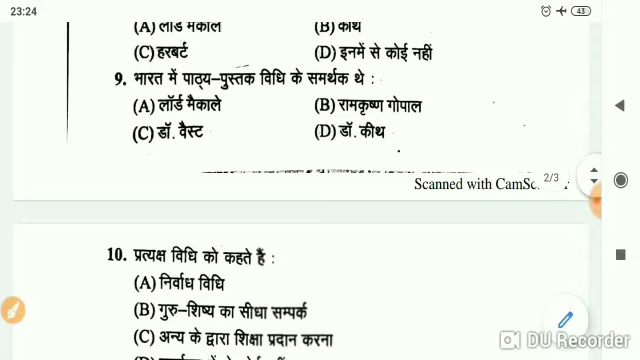 23:24
43
(A) लॉर्ड मैकाले (B) कीथ
(C) हरबर्ट (D) इनमें से कोई नहीं
9. भारत में पाठ्य-पुस्तक विधि के समर्थक थे :
(A) लॉर्ड मैकाले (B) रामकृष्ण गोपाल
(C) डॉ. वैस्ट (D) डॉ. कीथ
Scanned with
2/3
10. प्रत्यक्ष विधि को कहते हैं :
(A) निर्वाध विधि
(B) गुरु-शिष्य का सीधा सम्पर्क
(C) अन्य के द्वारा शिक्षा प्रदान करना
DU Recorder